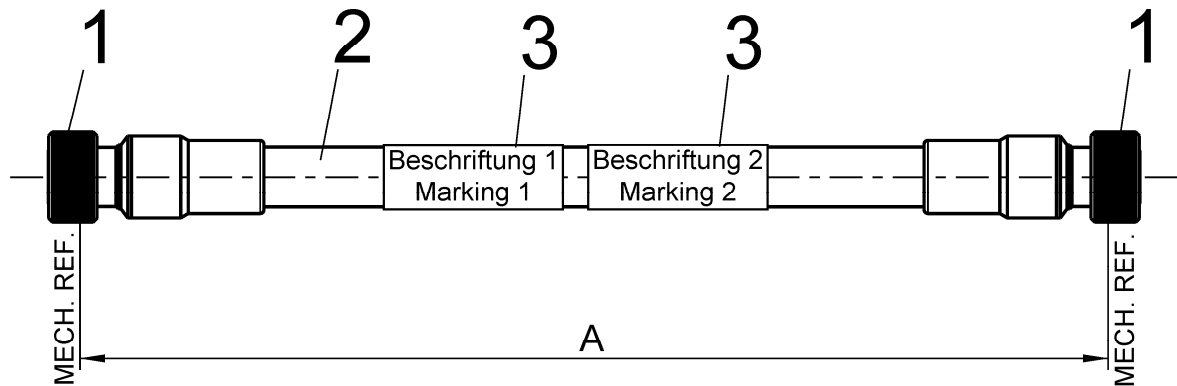 1
2
3
3
1
Beschriftung 1
Marking 1
Beschriftung 2
Marking 2
MECH. REF.
A
MECH. REF.